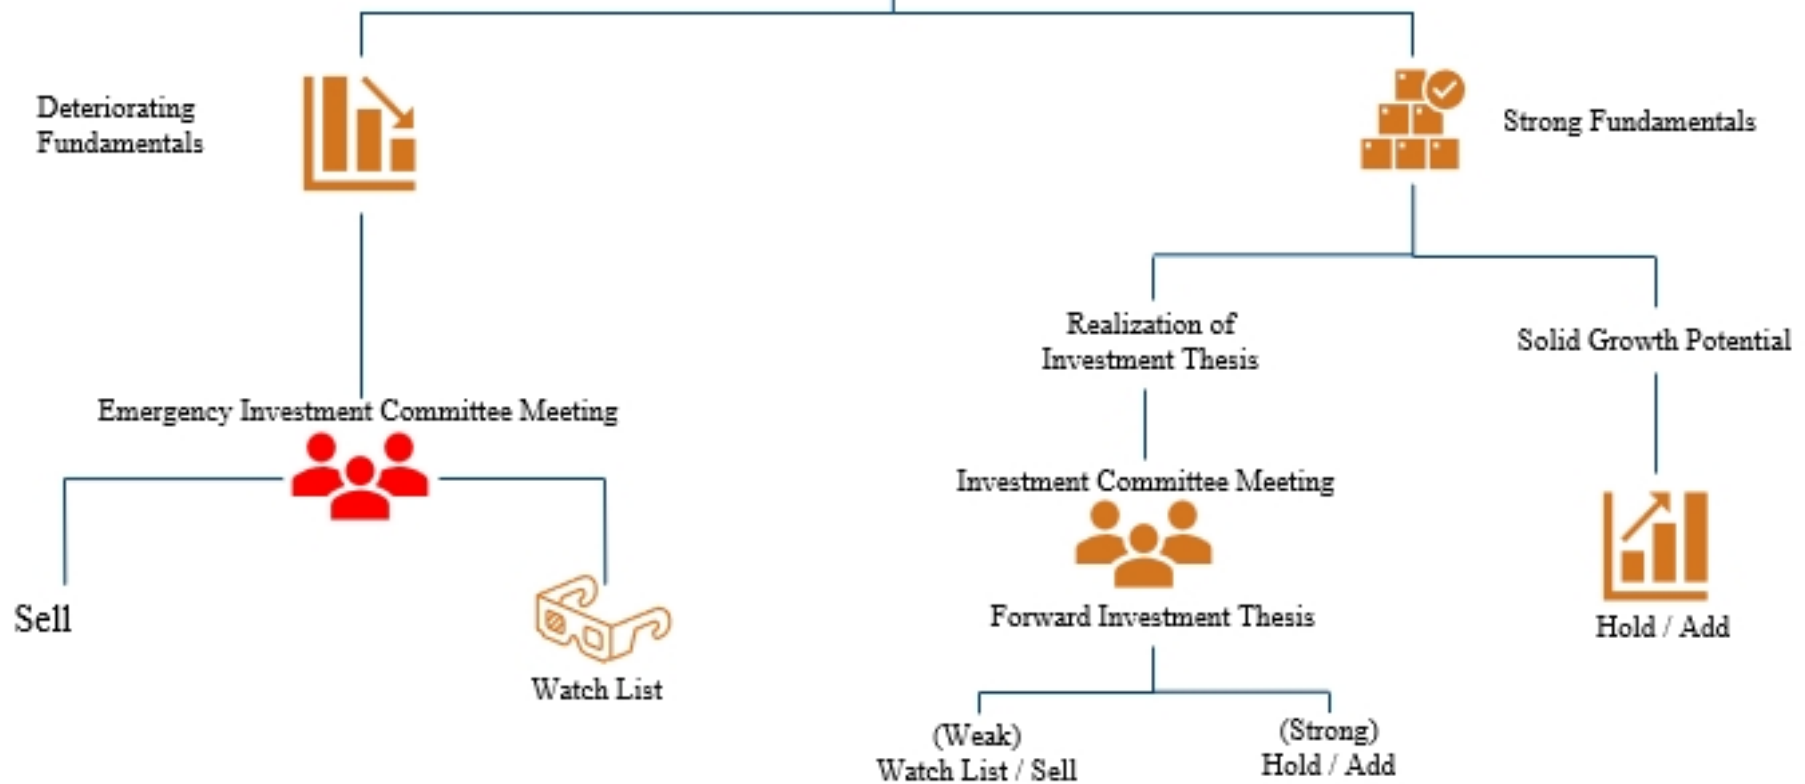 Deteriorating
Fundamentals
Strong Fundamentals
Realization of
Investment Thesis
Solid Growth Potential
Emergency Investment Committee Meeting
Investment Committee Meeting
Sell
Watch List
Forward Investment Thesis
Hold / Add
(Weak)
Watch List / Sell
(Strong)
Hold / Add